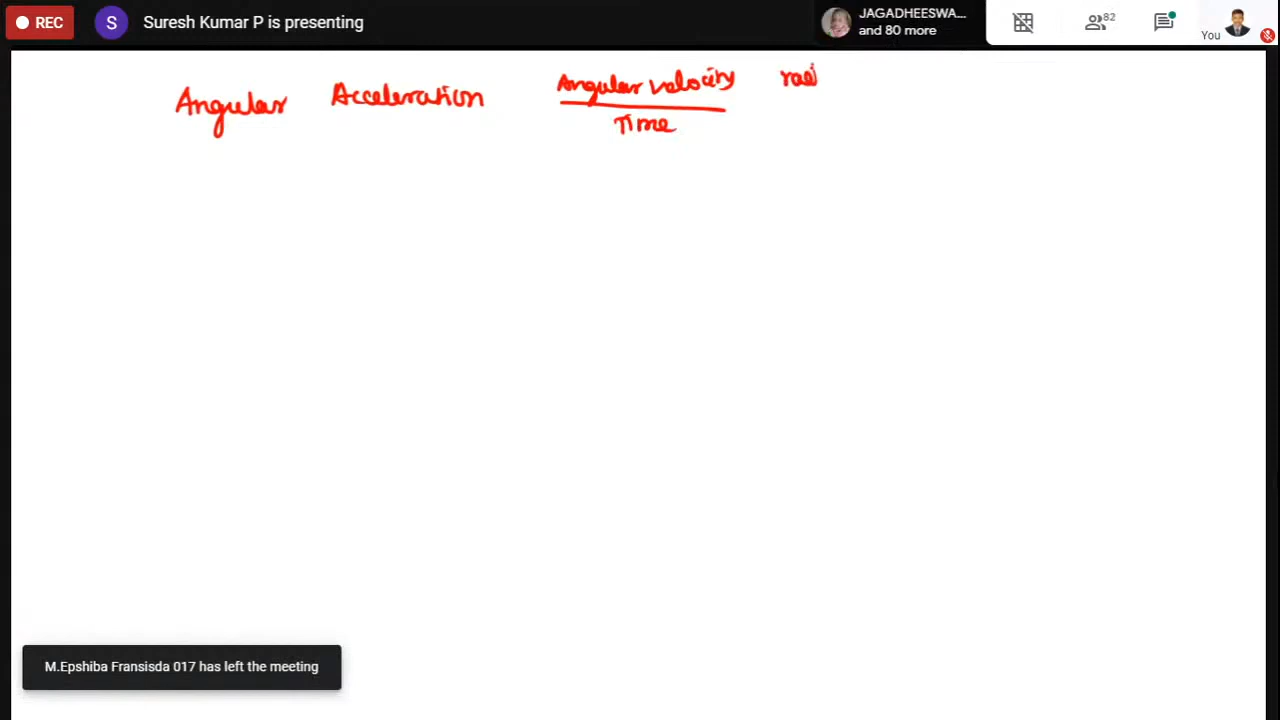 REC
S
Suresh Kumar P is presenting
JAGADHEESWA...
and 80 more
82
You
Angular Acceleration Angular velocity
Time
M.Epshiba Fransisda 017 has left the meeting